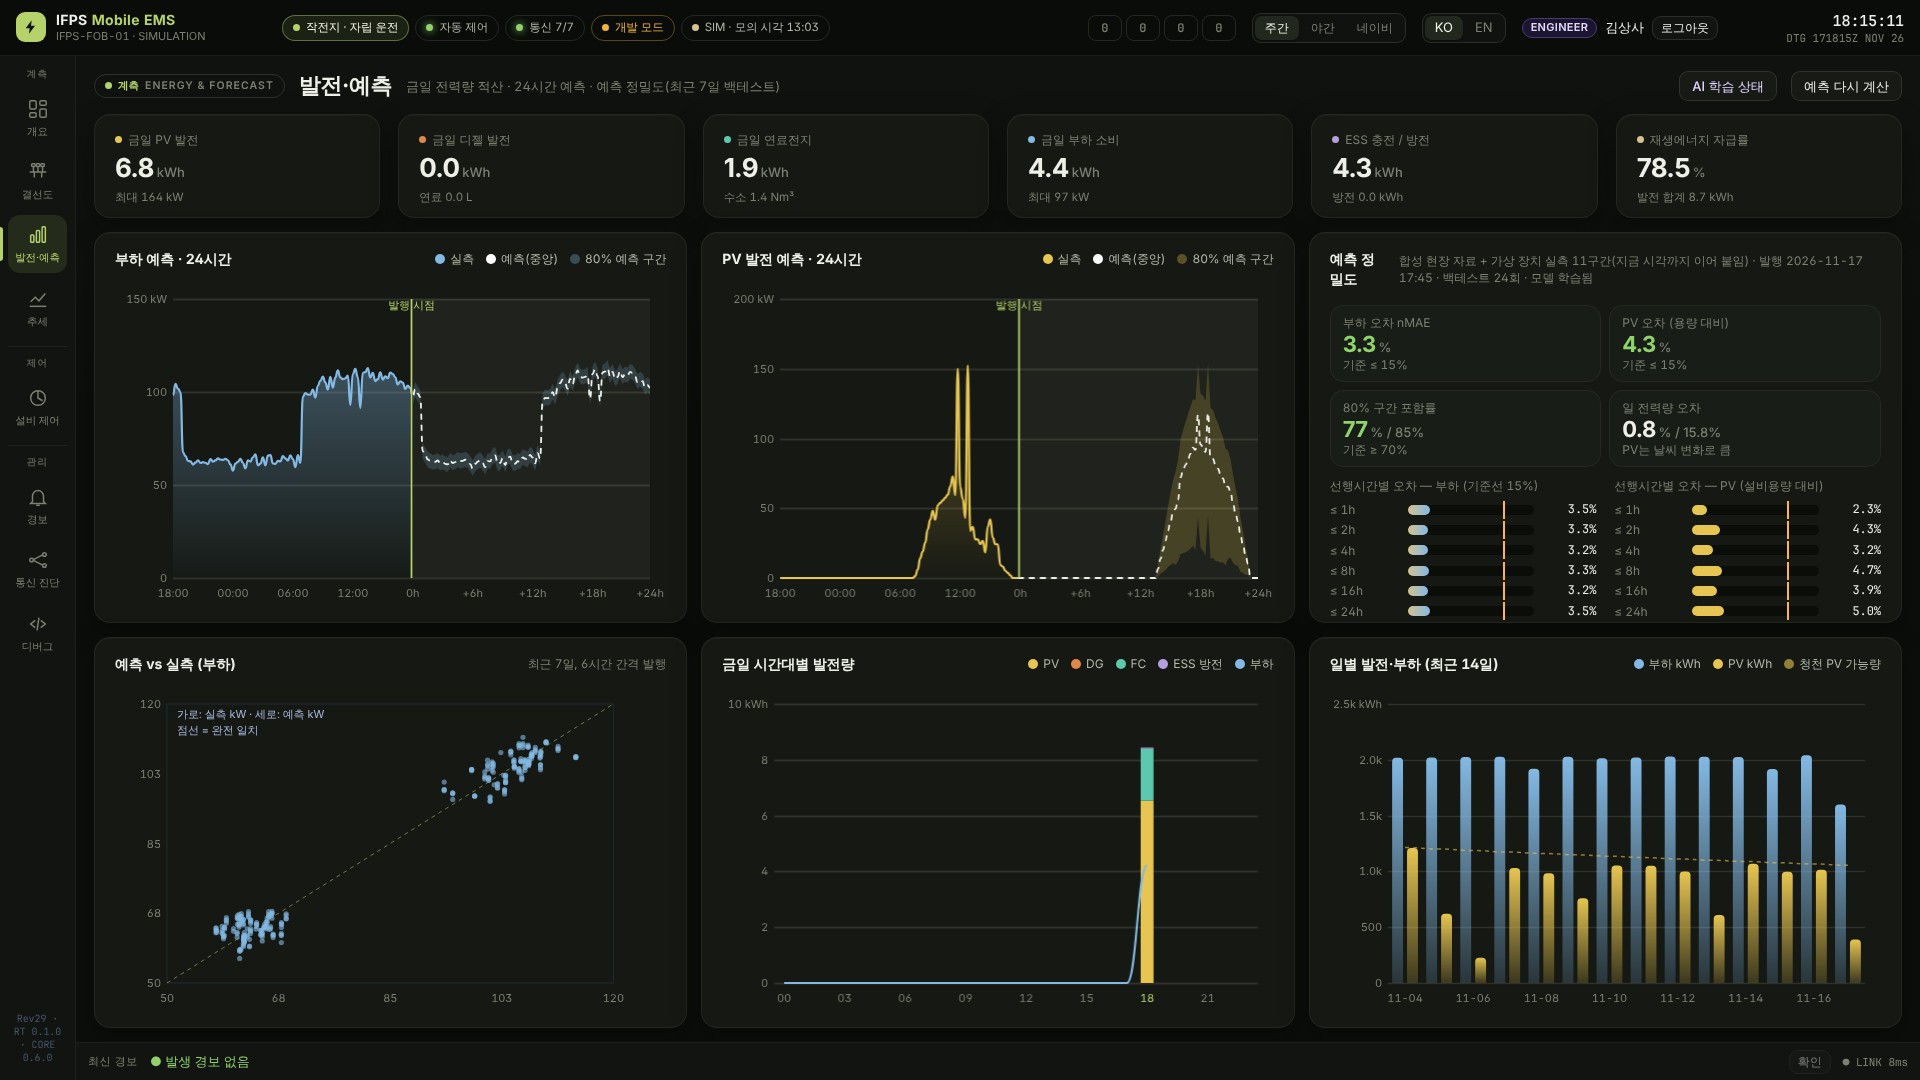 IFPS Mobile EMS
IFPS-FOB-01 · SIMULATION
작전지 · 자립 운전
자동 제어
통신 7/7
개발 모드
SIM · 모의 시각 13:03
0 0 0 0
주간 야간 네이비
KO EN
ENGINEER 김상사 로그아웃
18:15:11
DTG 171815Z NOV 26
계측
개요
결선도
발전·예측
추세
제어
설비 제어
관리
경보
통신 진단
디버그
Rev29 ·
RT 0.1.0
· CORE
0.6.0
계측 ENERGY & FORECAST
발전·예측
금일 전력량 적산 · 24시간 예측 · 예측 정밀도(최근 7일 백테스트)
AI 학습 상태
예측 다시 계산
금일 PV 발전
6.8 kWh
최대 164 kW
금일 디젤 발전
0.0 kWh
연료 0.0 L
금일 연료전지
1.9 kWh
수소 1.4 Nm³
금일 부하 소비
4.4 kWh
최대 97 kW
ESS 충전 / 방전
4.3 kWh
방전 0.0 kWh
재생에너지 자급률
78.5 %
발전 합계 8.7 kWh
부하 예측 · 24시간
실측 예측(중앙) 80% 예측 구간
발행 시점
150 kW
100
50
0
18:00 00:00 06:00 12:00 0h +6h +12h +18h +24h
PV 발전 예측 · 24시간
실측 예측(중앙) 80% 예측 구간
발행 시점
200 kW
150
100
50
0
18:00 00:00 06:00 12:00 0h +6h +12h +18h +24h
예측 정
밀도
합성 현장 자료 + 가상 장치 실측 11구간(지금 시각까지 이어 붙임) · 발행 2026-11-17
17:45 · 백테스트 24회 · 모델 학습됨
부하 오차 nMAE
3.3 %
기준 ≤ 15%
PV 오차 (용량 대비)
4.3 %
기준 ≤ 15%
80% 구간 포함률
77 % / 85%
기준 ≥ 70%
일 전력량 오차
0.8 % / 15.8%
PV는 날씨 변화로 큼
선행시간별 오차 — 부하 (기준선 15%)
≤ 1h 3.5%
≤ 2h 3.3%
≤ 4h 3.2%
≤ 8h 3.3%
≤ 16h 3.2%
≤ 24h 3.5%
선행시간별 오차 — PV (설비용량 대비)
≤ 1h 2.3%
≤ 2h 4.3%
≤ 4h 3.2%
≤ 8h 4.7%
≤ 16h 3.9%
≤ 24h 5.0%
예측 vs 실측 (부하)
최근 7일, 6시간 간격 발행
가로: 실측 kW · 세로: 예측 kW
점선 = 완전 일치
120
103
85
68
50
50 68 85 103 120
금일 시간대별 발전량
PV DG FC ESS 방전 부하
10 kWh
8
6
4
2
0
00 03 06 09 12 15 18 21
일별 발전·부하 (최근 14일)
부하 kWh PV kWh 청천 PV 가능량
2.5k kWh
2.0k
1.5k
1.0k
500
0
11-04 11-06 11-08 11-10 11-12 11-14 11-16
최신 경보
발생 경보 없음
확인
LINK 8ms